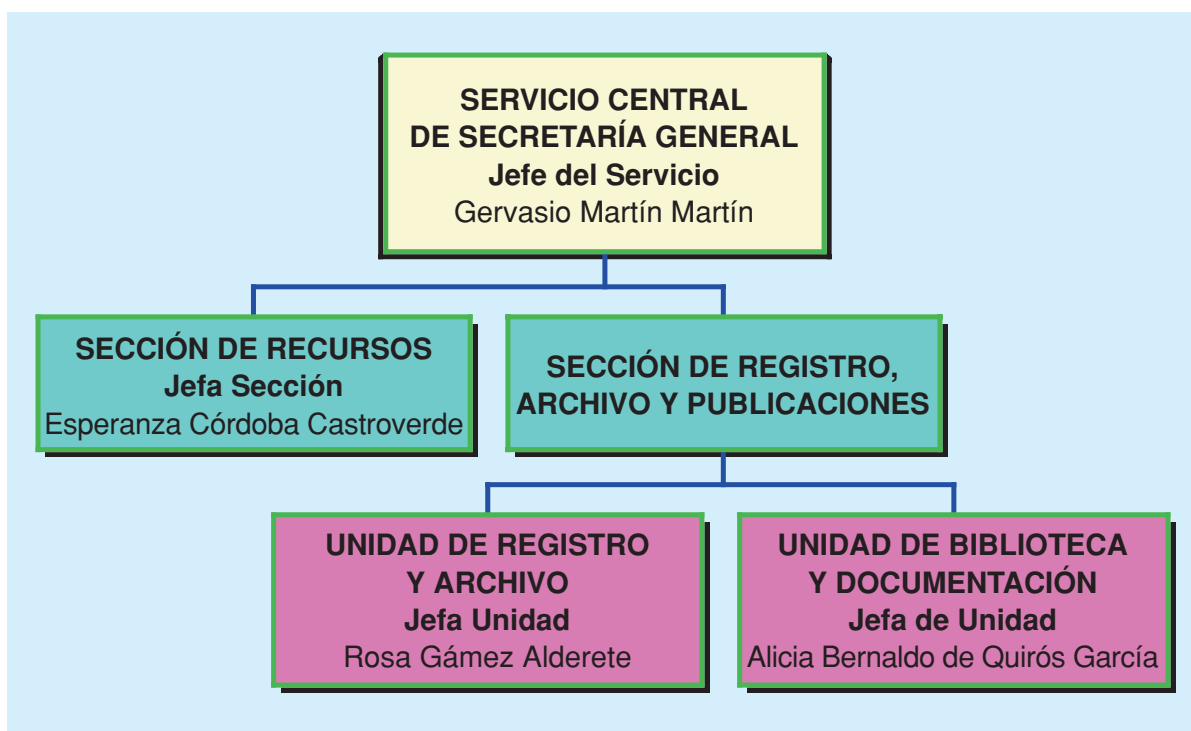 SERVICIO CENTRAL
DE SECRETARÍA GENERAL
Jefe del Servicio
Gervasio Martín Martín
SECCIÓN DE RECURSOS
Jefa Sección
Esperanza Córdoba Castroverde
SECCIÓN DE REGISTRO,
ARCHIVO Y PUBLICACIONES
UNIDAD DE REGISTRO
Y ARCHIVO
Jefa Unidad
Rosa Gámez Alderete
UNIDAD DE BIBLIOTECA
Y DOCUMENTACIÓN
Jefa de Unidad
Alicia Bernaldo de Quirós García